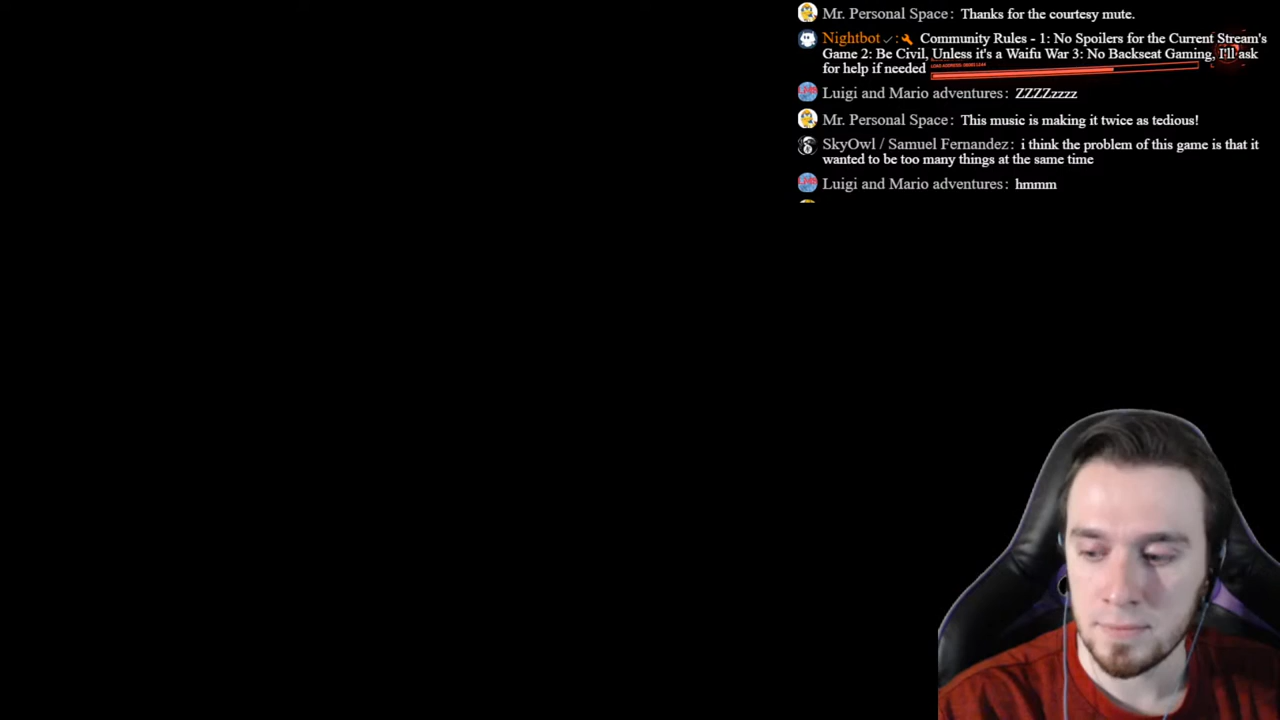 Mr. Personal Space: Thanks for the courtesy mute.
Nightbot : Community Rules - 1: No Spoilers for the Current Stream's
Game 2: Be Civil, Unless it's a Waifu War 3: No Backseat Gaming, I'll ask
for help if needed
Luigi and Mario adventures: ZZZZzzzz
Mr. Personal Space: This music is making it twice as tedious!
SkyOwl / Samuel Fernandez: i think the problem of this game is that it
wanted to be too many things at the same time
Luigi and Mario adventures: hmmm